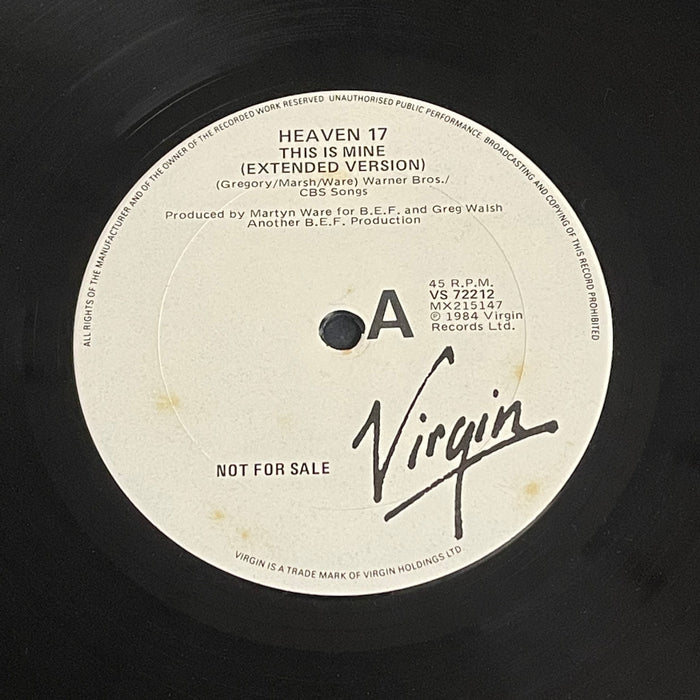 ALL RIGHTS OF THE MANUFACTURER AND OF THE OWNER OF THE RECORDED WORK RESERVED UNAUTHORISED PUBLIC PERFORMANCE BROADCASTING AND COPYING OF THIS RECORD PROHIBITED
HEAVEN 17
THIS IS MINE
(EXTENDED VERSION)
(Gregory/Marsh/Ware) Warner Bros./
CBS Songs
Produced by Martyn Ware for B.E.F. and Greg Walsh
Another B.E.F. Production
A
45 R.P.M.
VS 72212
MX215147
℗ 1984 Virgin
Records Ltd.
Virgin
NOT FOR SALE
VIRGIN IS A TRADE MARK OF VIRGIN HOLDINGS LTD.